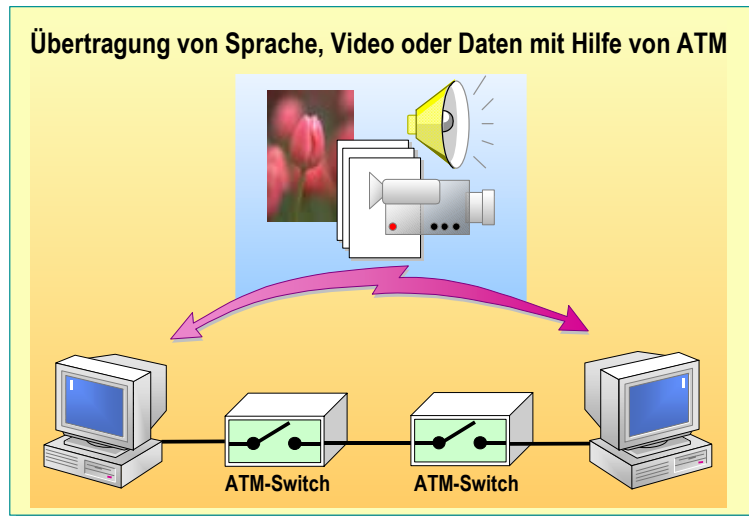 Übertragung von Sprache, Video oder Daten mit Hilfe von ATM
ATM-Switch
ATM-Switch